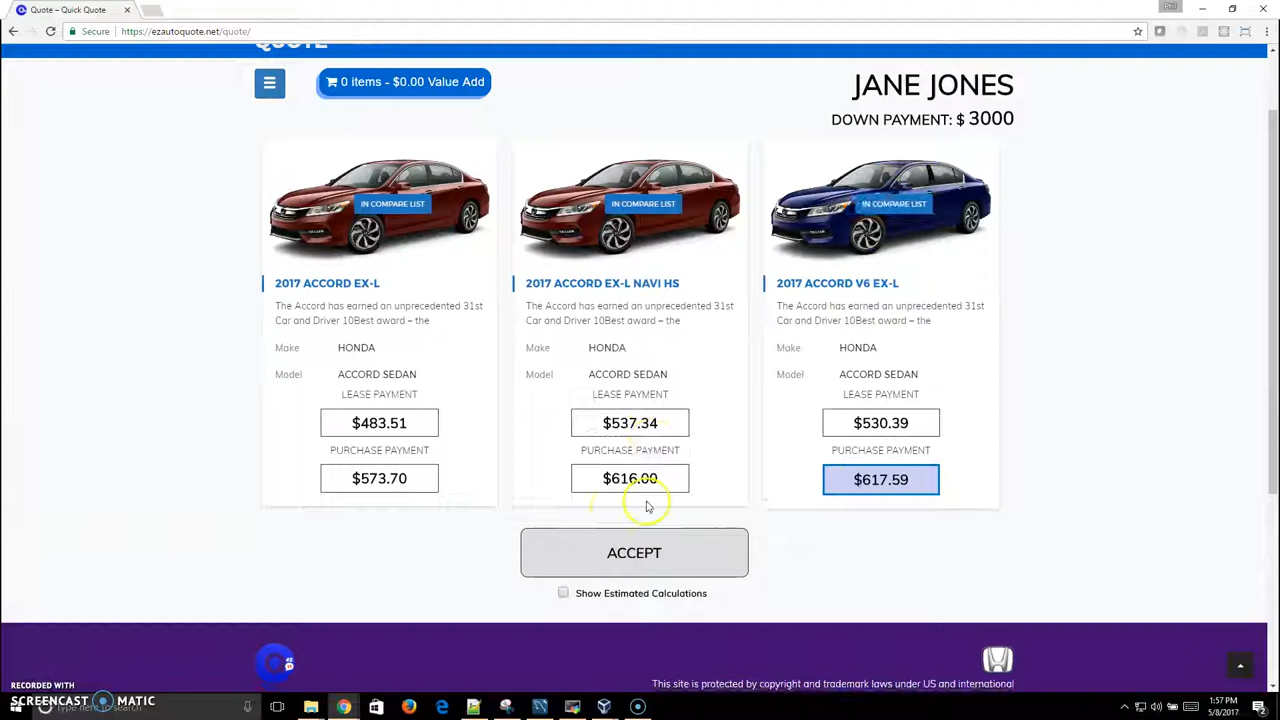 Quote – Quick Quote
Phil
Secure
https://ezautoquote.net/quote/
QUOTE
0 items - $0.00 Value Add
JANE JONES
DOWN PAYMENT: $ 3000
IN COMPARE LIST
IN COMPARE LIST
IN COMPARE LIST
2017 ACCORD EX-L
The Accord has earned an unprecedented 31st
Car and Driver 10Best award – the
Make HONDA
Model ACCORD SEDAN
LEASE PAYMENT
$483.51
PURCHASE PAYMENT
$573.70
2017 ACCORD EX-L NAVI HS
The Accord has earned an unprecedented 31st
Car and Driver 10Best award – the
Make HONDA
Model ACCORD SEDAN
LEASE PAYMENT
$537.34
PURCHASE PAYMENT
$616.00
2017 ACCORD V6 EX-L
The Accord has earned an unprecedented 31st
Car and Driver 10Best award – the
Make HONDA
Model ACCORD SEDAN
LEASE PAYMENT
$530.39
PURCHASE PAYMENT
$617.59
ACCEPT
Show Estimated Calculations
This site is protected by copyright and trademark laws under US and international
RECORDED WITH
SCREENCAST MATIC
1:57 PM
5/8/2017